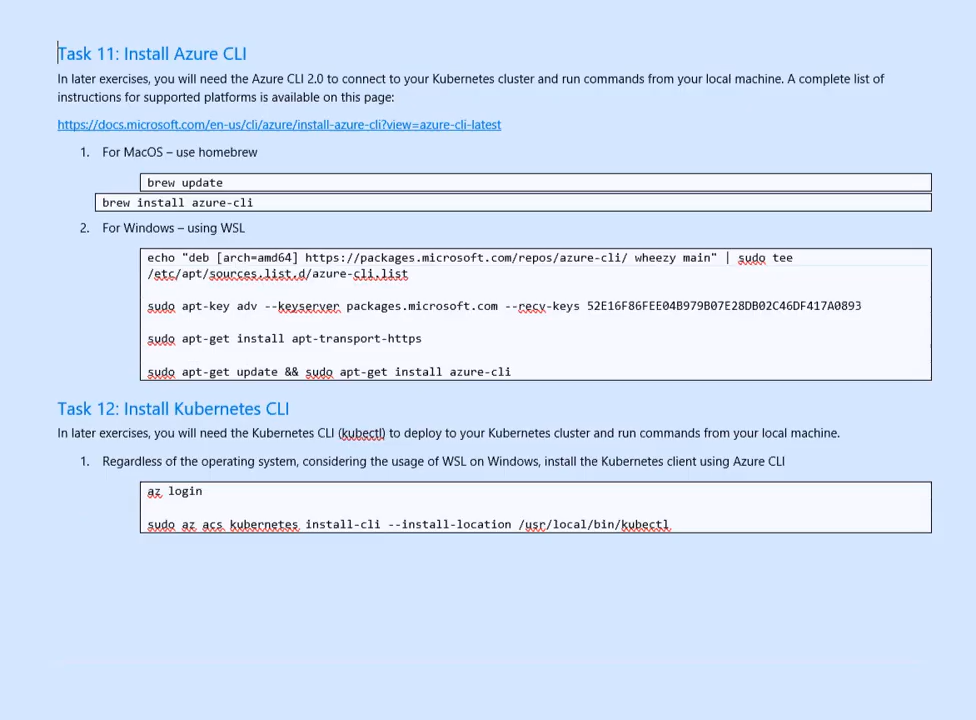 Task 11: Install Azure CLI
In later exercises, you will need the Azure CLI 2.0 to connect to your Kubernetes cluster and run commands from your local machine. A complete list of
instructions for supported platforms is available on this page:
https://docs.microsoft.com/en-us/cli/azure/install-azure-cli?view=azure-cli-latest
1. For MacOS – use homebrew
brew update
brew install azure-cli
2. For Windows – using WSL
echo "deb [arch=amd64] https://packages.microsoft.com/repos/azure-cli/ wheezy main" | sudo tee
/etc/apt/sources.list.d/azure-cli.list
sudo apt-key adv --keyserver packages.microsoft.com --recv-keys 52E16F86FEE04B979B07E28DB02C46DF417A0893
sudo apt-get install apt-transport-https
sudo apt-get update && sudo apt-get install azure-cli
Task 12: Install Kubernetes CLI
In later exercises, you will need the Kubernetes CLI (kubectl) to deploy to your Kubernetes cluster and run commands from your local machine.
1. Regardless of the operating system, considering the usage of WSL on Windows, install the Kubernetes client using Azure CLI
az login
sudo az acs kubernetes install-cli --install-location /usr/local/bin/kubectl